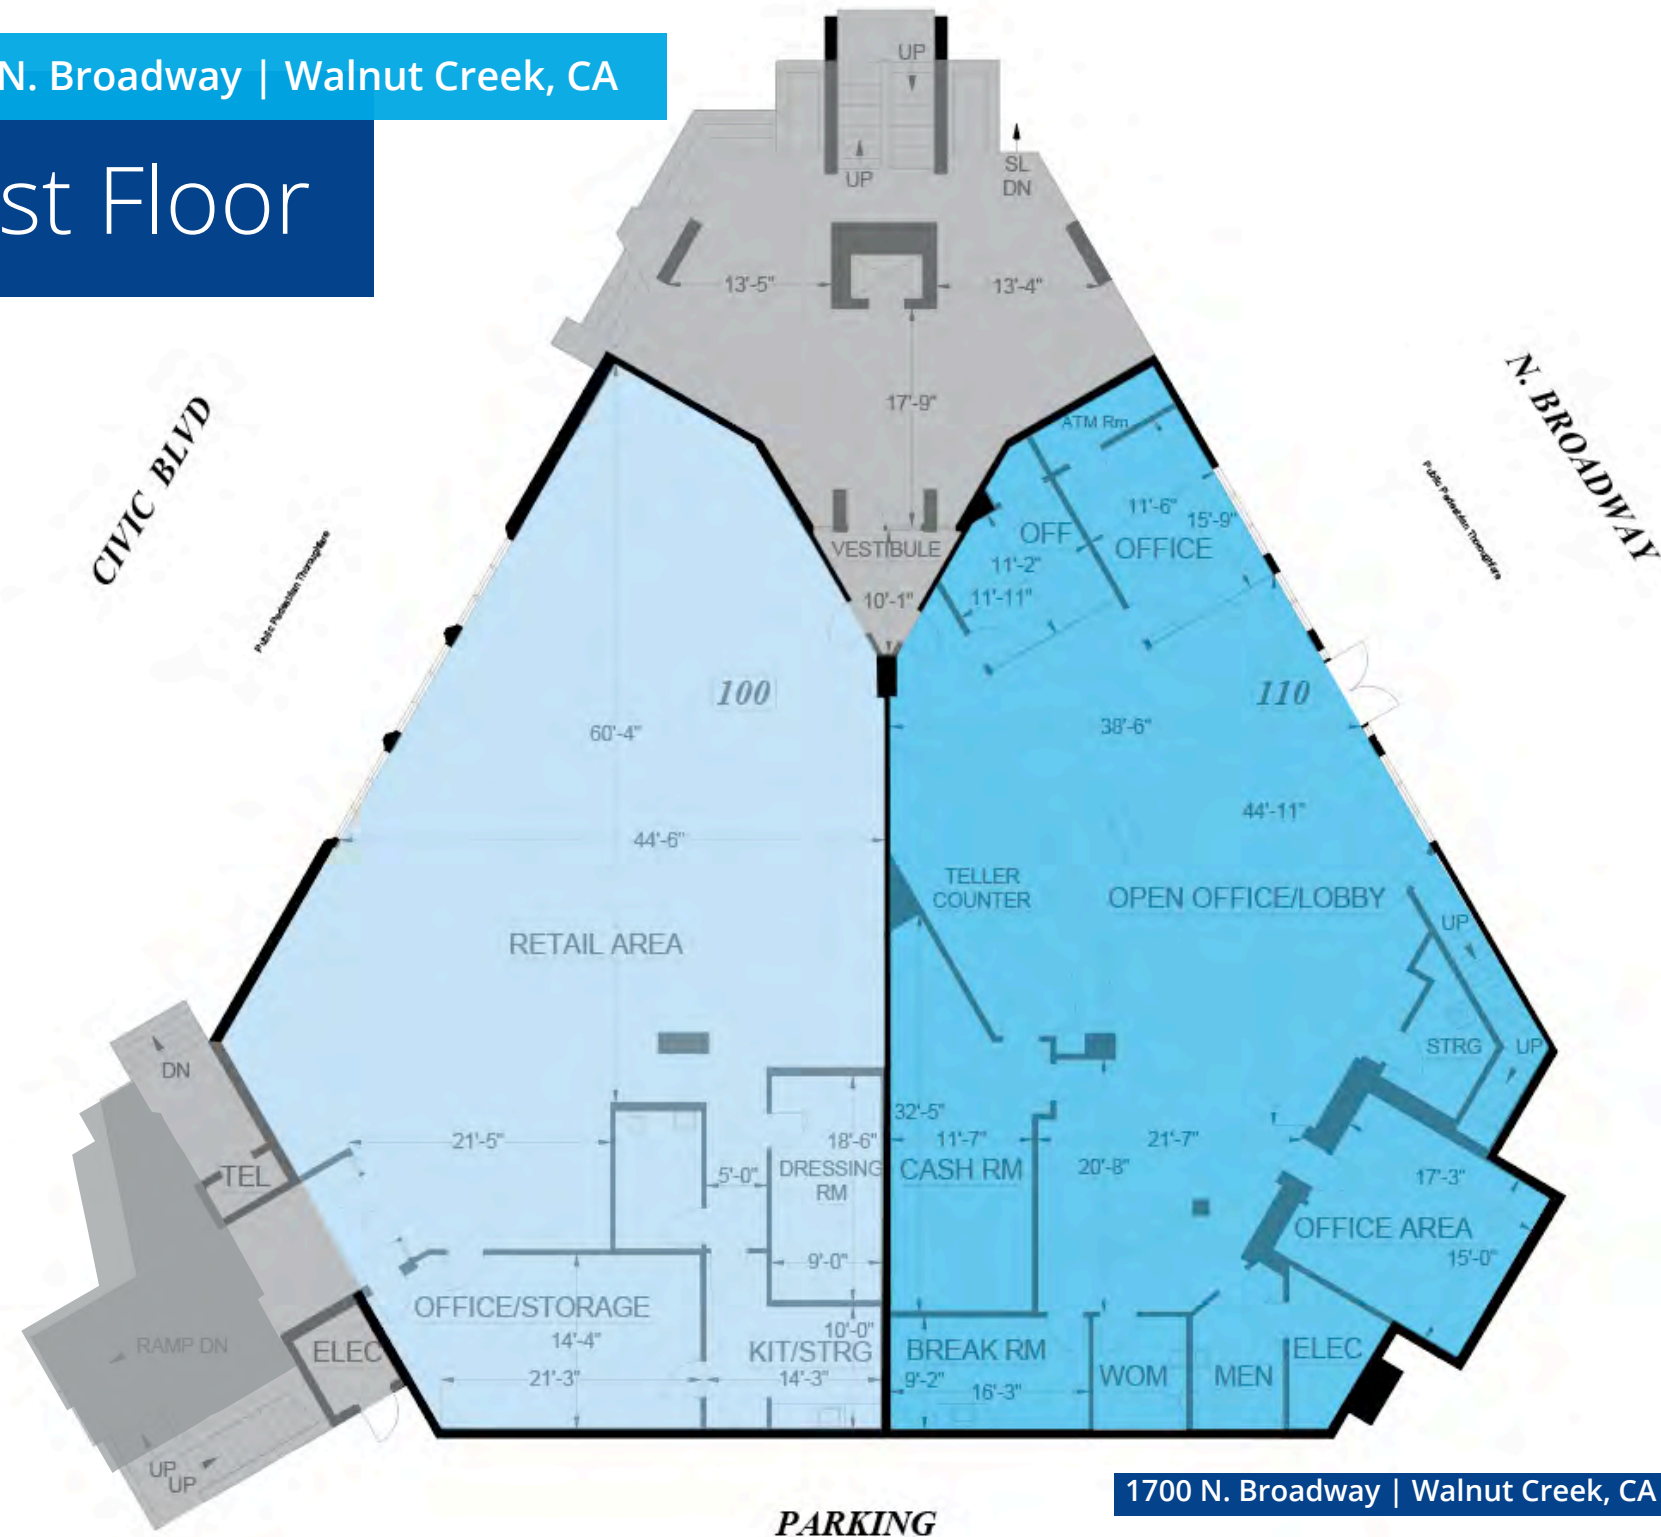 N. Broadway | Walnut Creek, CA
st Floor
UP
UP
SL
DN
13'-5"
13'-4"
17'-9"
CIVIC BLVD
Public Pedestrian Thoroughfare
N. BROADWAY
Public Pedestrian Thoroughfare
ATM Rm
11'-6"
15'-9"
OFF
OFFICE
VESTIBULE
11'-2"
10'-1"
11'-11"
100
110
60'-4"
38'-6"
44'-6"
44'-11"
TELLER
COUNTER
OPEN OFFICE/LOBBY
RETAIL AREA
UP
STRG
UP
DN
21'-5"
TEL
5'-0"
18'-6"
DRESSING
RM
9'-0"
32'-5"
11'-7"
CASH RM
21'-7"
20'-8"
17'-3"
OFFICE AREA
15'-0"
OFFICE/STORAGE
14'-4"
21'-3"
10'-0"
KIT/STRG
14'-3"
BREAK RM
9'-2"
16'-3"
WOM
MEN
ELEC
RAMP DN
ELEC
UP
UP
1700 N. Broadway | Walnut Creek, CA
PARKING